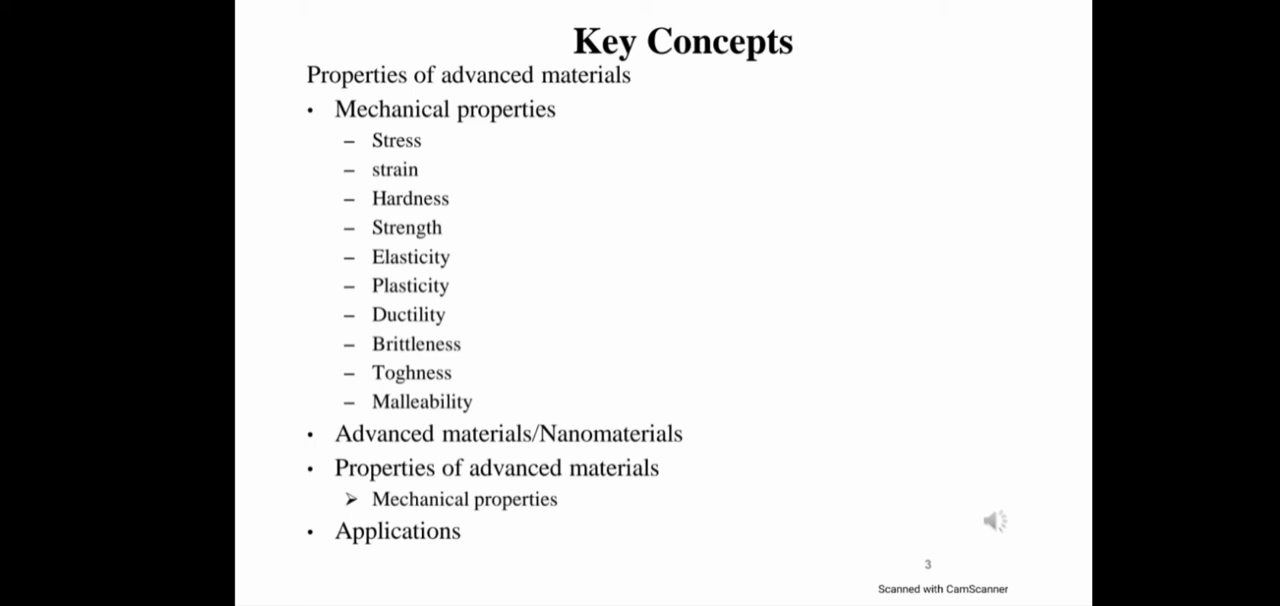 Key Concepts
Properties of advanced materials
• Mechanical properties
– Stress
– strain
– Hardness
– Strength
– Elasticity
– Plasticity
– Ductility
– Brittleness
– Toghness
– Malleability
• Advanced materials/Nanomaterials
• Properties of advanced materials
➢ Mechanical properties
• Applications
3
Scanned with CamScanner